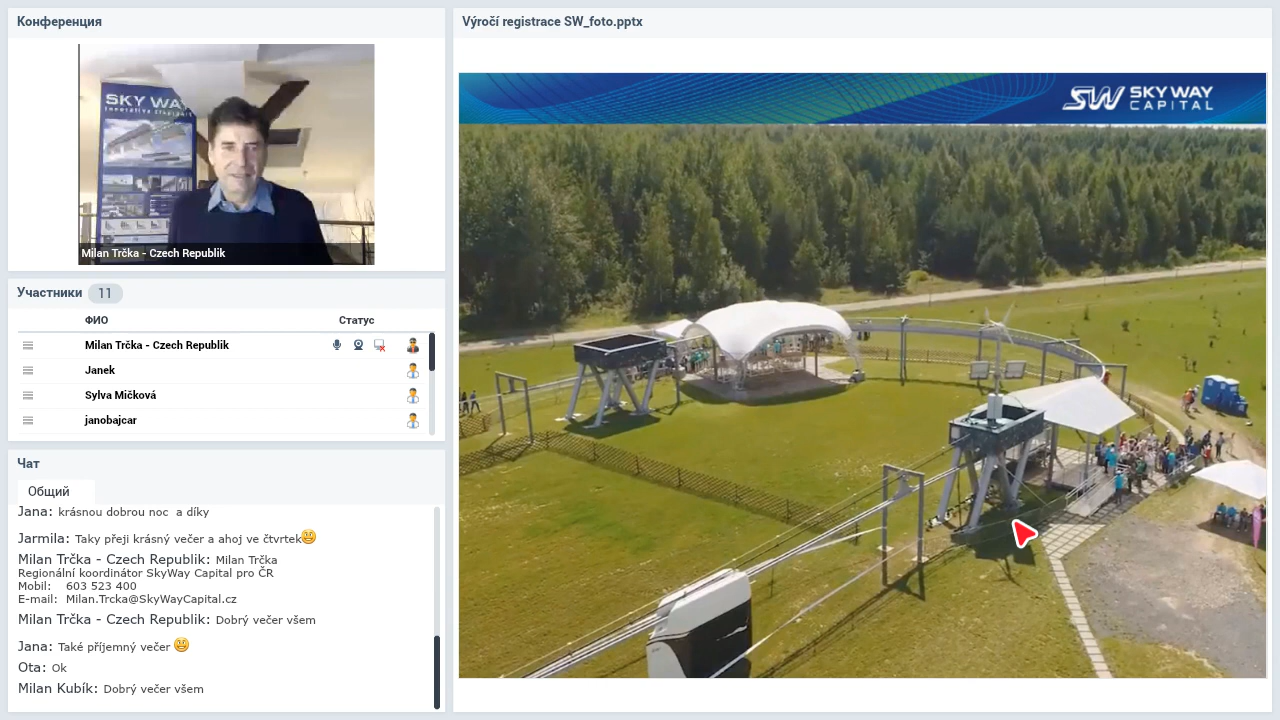 Конференция
SKY WA
Innovative
Milan Trčka - Czech Republik
Участники 11
ФИО Статус
Milan Trčka - Czech Republik
Janek
Sylva Mičková
janobajcar
Чат
Общий
Jana: krásnou dobrou noc a díky
Jarmila: Taky přeji krásný večer a ahoj ve čtvrtek
Milan Trčka - Czech Republik: Milan Trčka
Regionální koordinátor SkyWay Capital pro ČR
Mobil: 603 523 400
E-mail: Milan.Trcka@SkyWayCapital.cz
Milan Trčka - Czech Republik: Dobrý večer všem
Jana: Také příjemný večer
Ota: Ok
Milan Kubík: Dobrý večer všem
Výročí registrace SW_foto.pptx
SW SKY WAY
CAPITAL